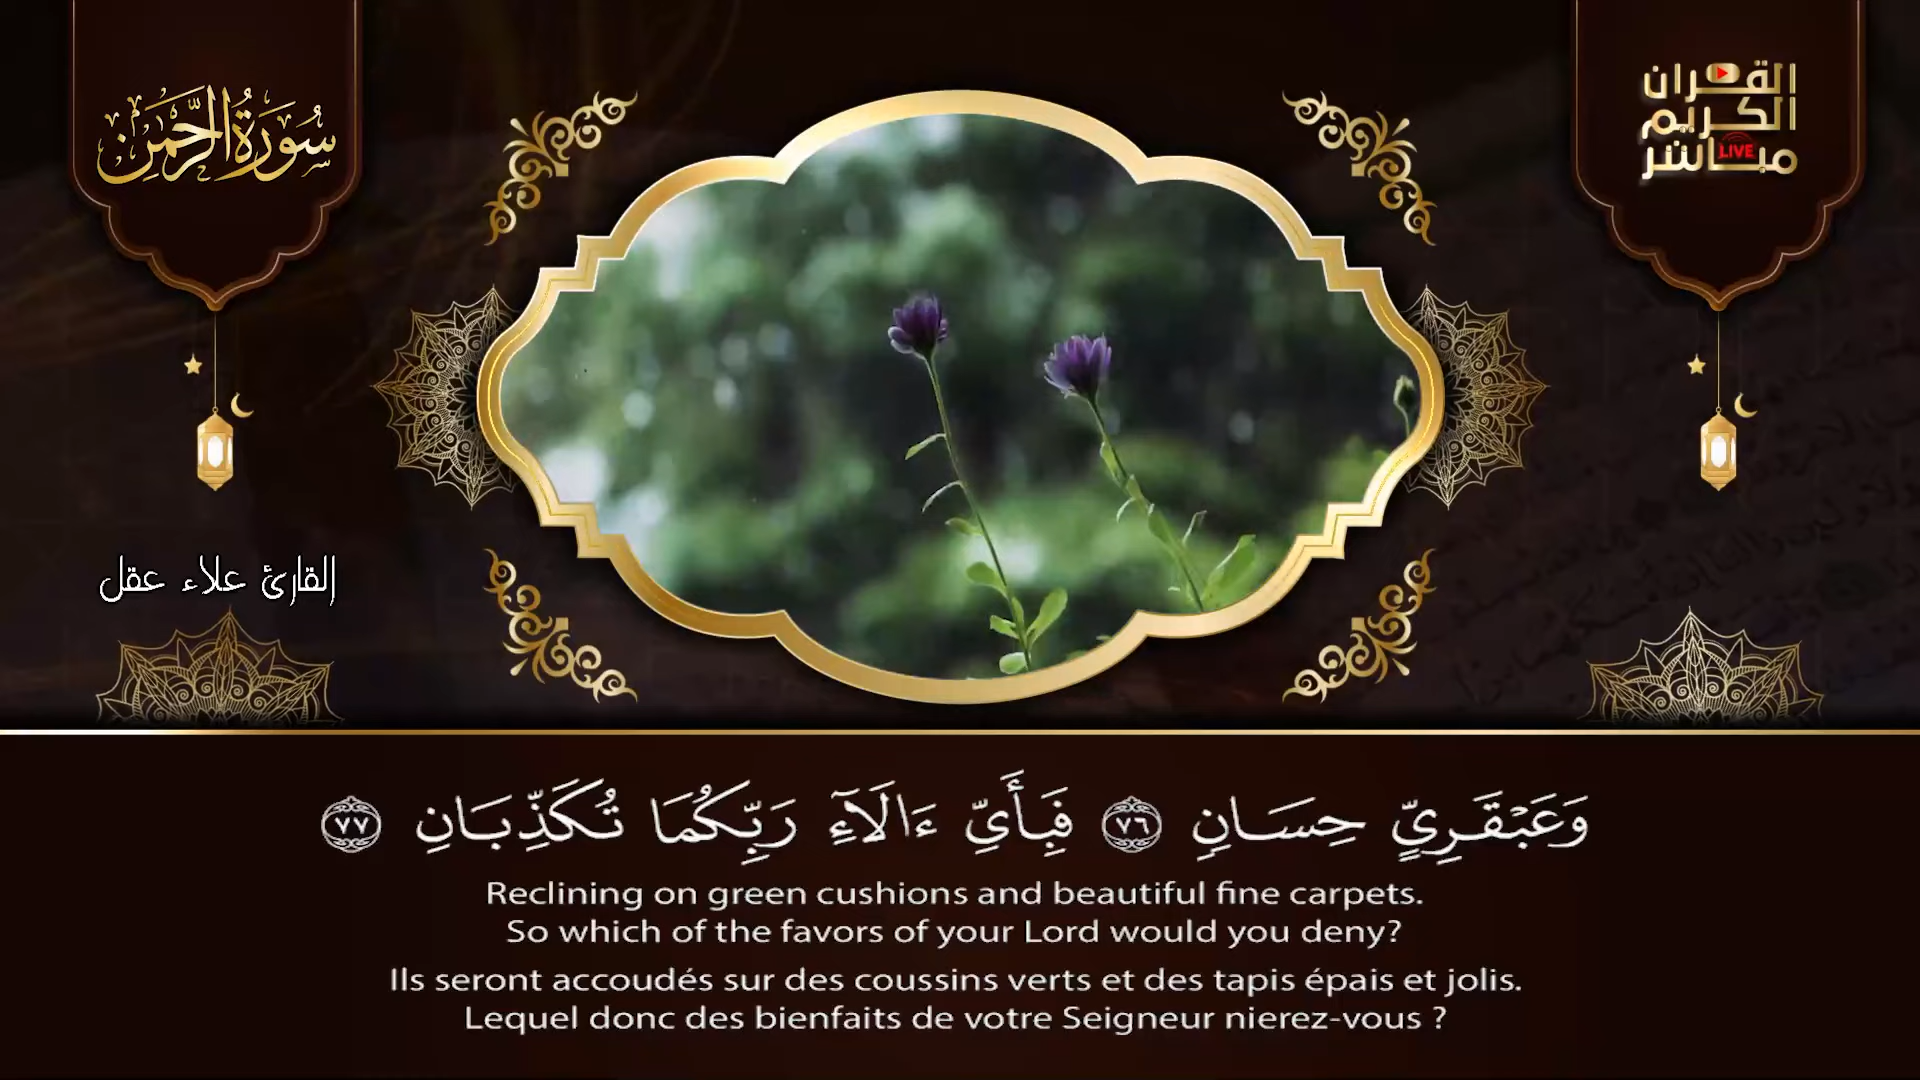 سُورَةُ الرَّحْمَٰن
القران
الكريم
مباشر
LIVE
القارئ علاء عقل
وَعَبْقَرِيٍّ حِسَانٍ ٧٦ فَبِأَيِّ ءَالَآءِ رَبِّكُمَا تُكَذِّبَانِ ٧٧
Reclining on green cushions and beautiful fine carpets.
So which of the favors of your Lord would you deny?
Ils seront accoudés sur des coussins verts et des tapis épais et jolis.
Lequel donc des bienfaits de votre Seigneur nierez-vous ?